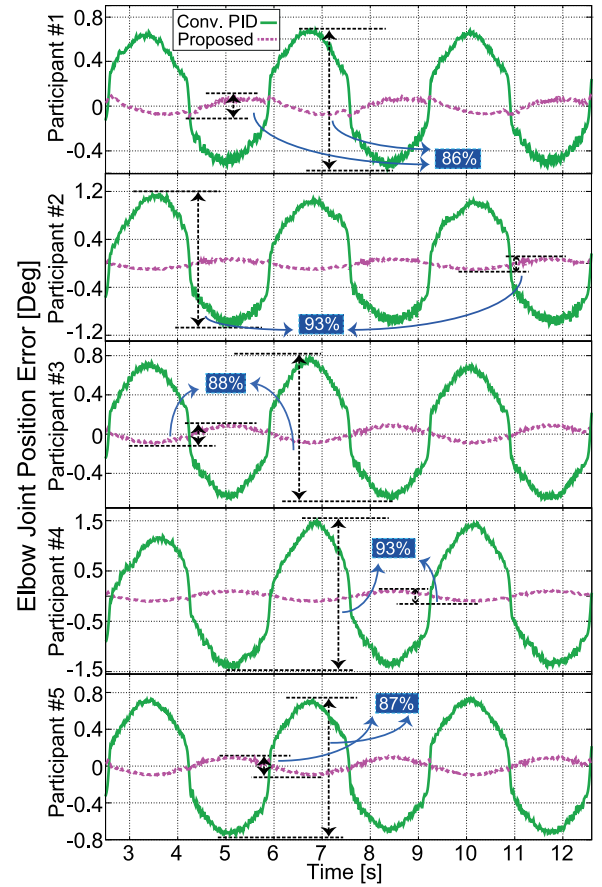 Elbow Joint Position Error [Deg]
Conv. PID
Proposed
Participant #1
0.8
0.4
0
-0.4
86%
Participant #2
1.2
0.4
-0.4
-1.2
93%
Participant #3
0.8
0.4
0
-0.4
88%
Participant #4
1.5
0.5
-0.5
-1.5
93%
Participant #5
0.8
0.4
0
-0.4
-0.8
87%
3 4 5 6 7 8 9 10 11 12
Time [s]